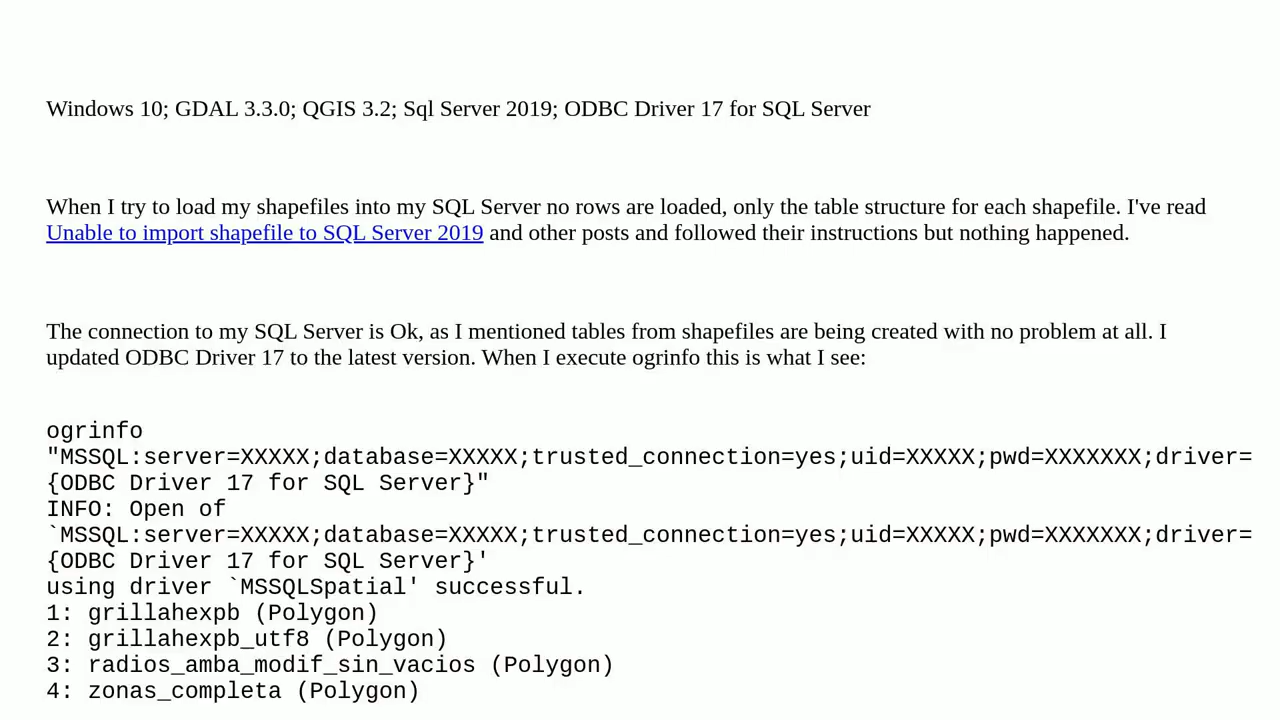 Windows 10; GDAL 3.3.0; QGIS 3.2; Sql Server 2019; ODBC Driver 17 for SQL Server
When I try to load my shapefiles into my SQL Server no rows are loaded, only the table structure for each shapefile. I've read
Unable to import shapefile to SQL Server 2019 and other posts and followed their instructions but nothing happened.
The connection to my SQL Server is Ok, as I mentioned tables from shapefiles are being created with no problem at all. I
updated ODBC Driver 17 to the latest version. When I execute ogrinfo this is what I see:
ogrinfo
"MSSQL:server=XXXXX;database=XXXXX;trusted_connection=yes;uid=XXXXX;pwd=XXXXXXX;driver=
{ODBC Driver 17 for SQL Server}"
INFO: Open of
`MSSQL:server=XXXXX;database=XXXXX;trusted_connection=yes;uid=XXXXX;pwd=XXXXXXX;driver=
{ODBC Driver 17 for SQL Server}'
using driver `MSSQLSpatial' successful.
1: grillahexpb (Polygon)
2: grillahexpb_utf8 (Polygon)
3: radios_amba_modif_sin_vacios (Polygon)
4: zonas_completa (Polygon)